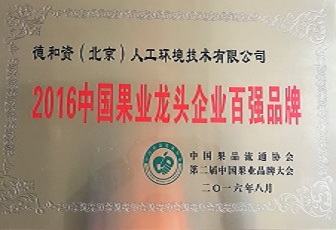 德和资（北京）人工环境技术有限公司
2016中国果业龙头企业百强品牌
中国果品流通协会
第二届中国果业品牌大会
二〇一六年八月